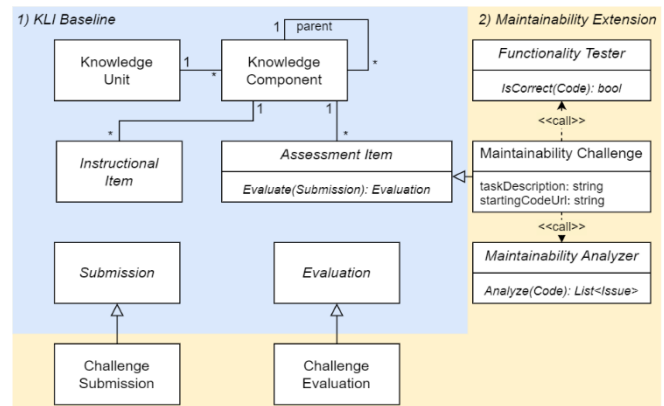 1) KLI Baseline
2) Maintainability Extension
1
parent
*
Knowledge
Unit
1
*
Knowledge
Component
Functionality Tester
IsCorrect(Code): bool
1
1
*
*
<<call>>
Instructional
Item
Assessment Item
Evaluate(Submission): Evaluation
Maintainability Challenge
taskDescription: string
startingCodeUrl: string
<<call>>
Submission
Evaluation
Maintainability Analyzer
Analyze(Code): List<Issue>
Challenge
Submission
Challenge
Evaluation